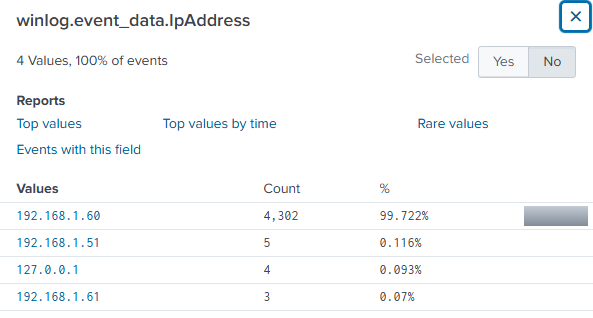 winlog.event_data.IpAddress
4 Values, 100% of events
Selected Yes No
Reports
Top values Top values by time Rare values
Events with this field
Values Count %
192.168.1.60 4,302 99.722%
192.168.1.51 5 0.116%
127.0.0.1 4 0.093%
192.168.1.61 3 0.07%